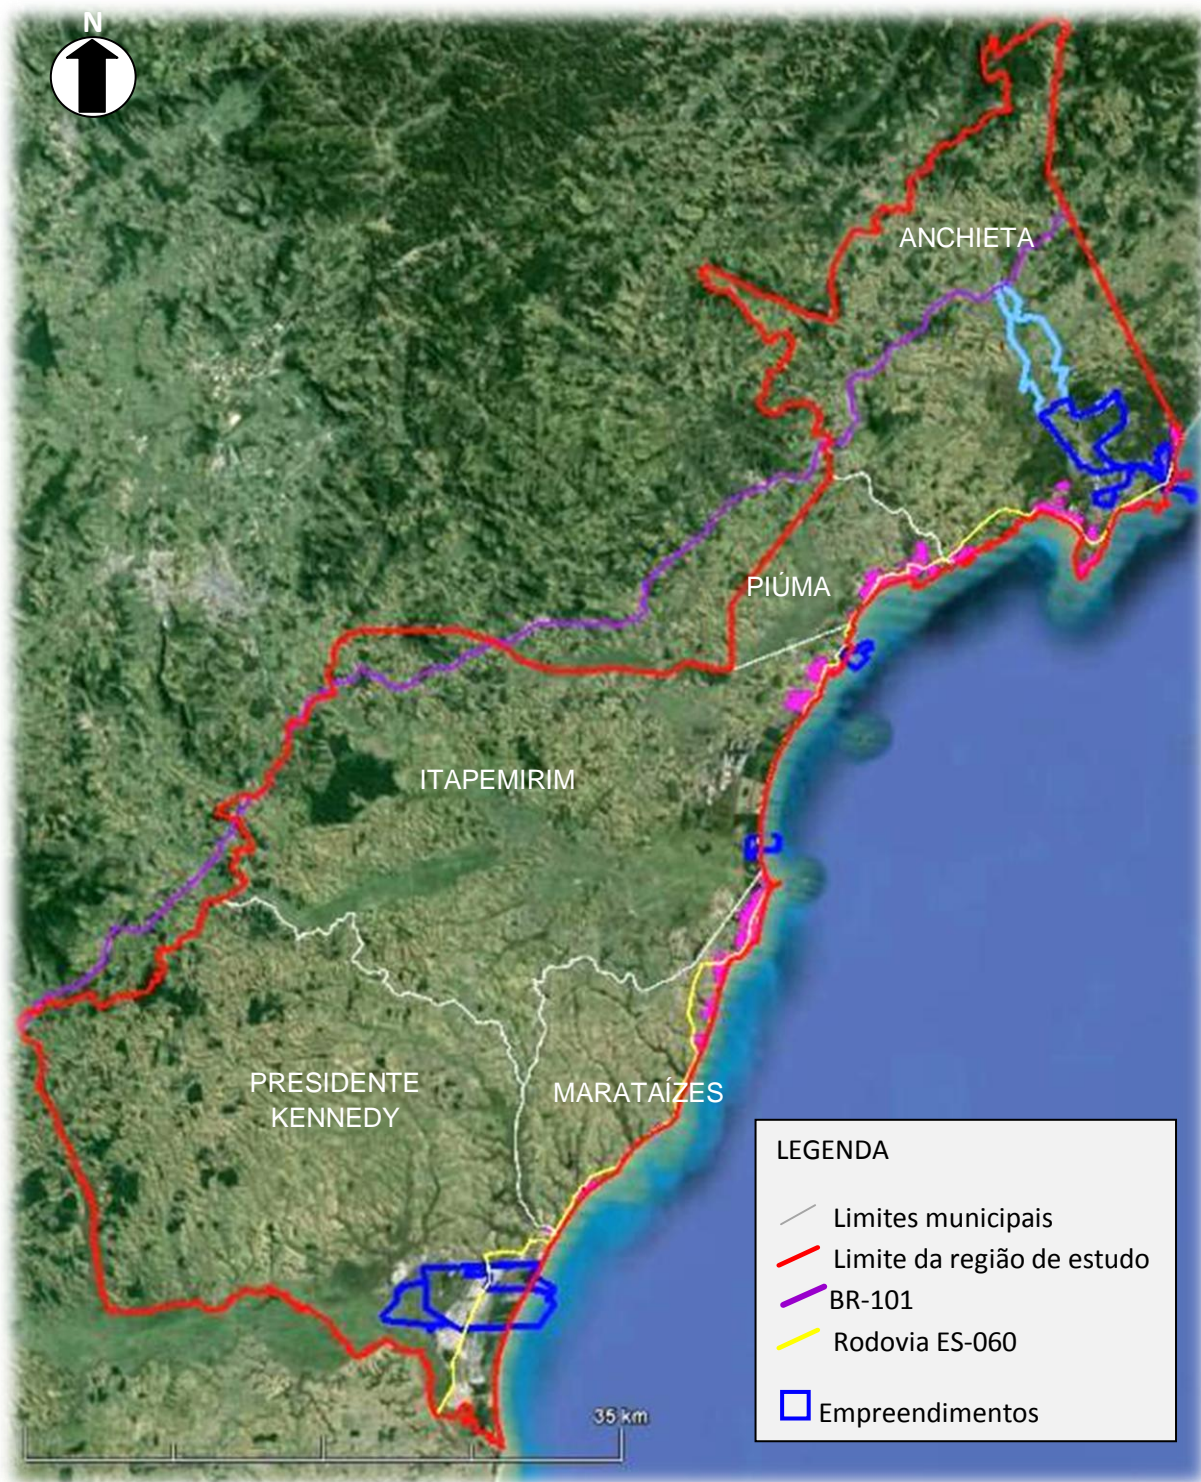 N
ANCHIETA
PIÚMA
ITAPEMIRIM
PRESIDENTE
KENNEDY
MARATAÍZES
LEGENDA
Limites municipais
Limite da região de estudo
BR-101
Rodovia ES-060
Empreendimentos
35 km